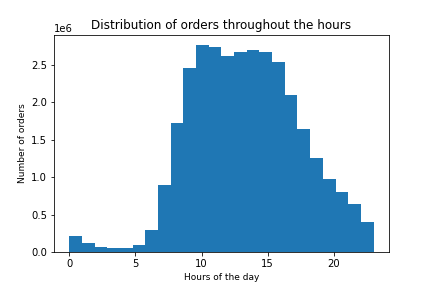 Distribution of orders throughout the hours
1e6
2.5
2.0
1.5
1.0
0.5
0.0
Number of orders
0 5 10 15 20
Hours of the day